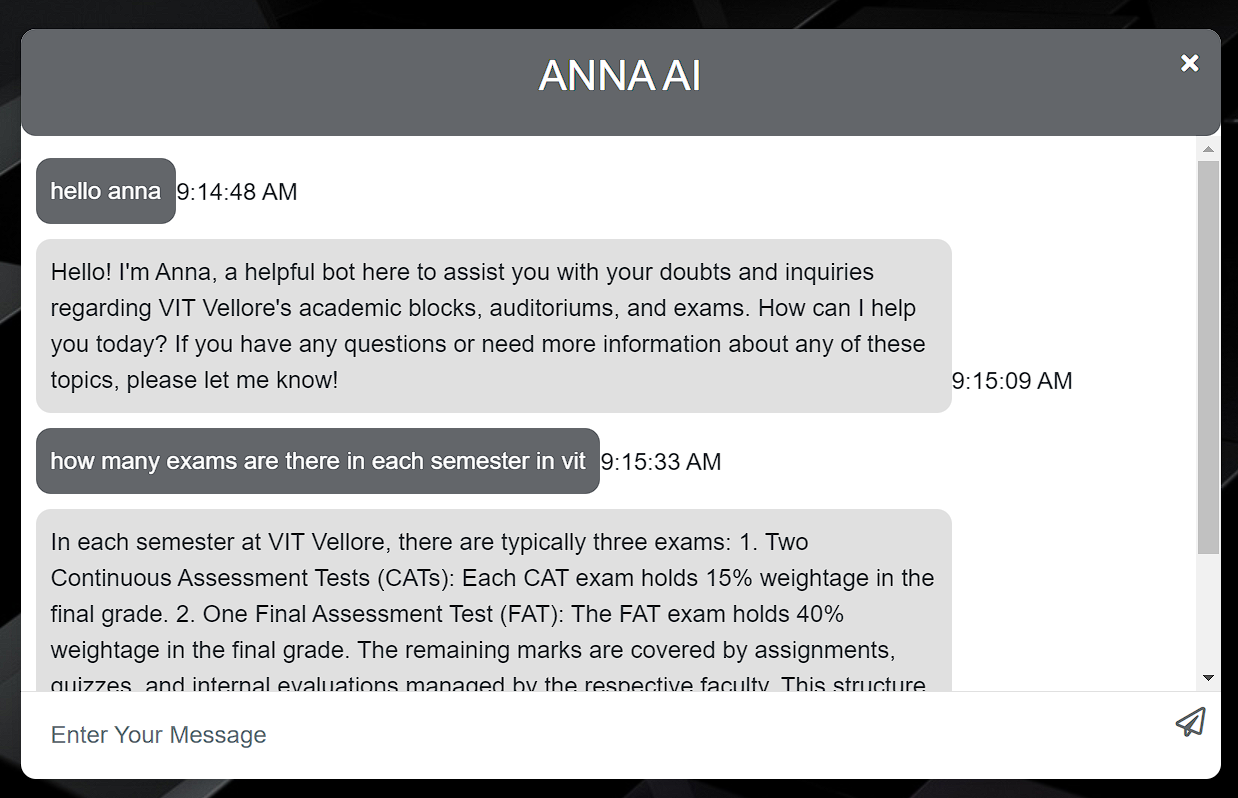 ANNA AI
hello anna 9:14:48 AM
Hello! I'm Anna, a helpful bot here to assist you with your doubts and inquiries
regarding VIT Vellore's academic blocks, auditoriums, and exams. How can I help
you today? If you have any questions or need more information about any of these
topics, please let me know! 9:15:09 AM
how many exams are there in each semester in vit 9:15:33 AM
In each semester at VIT Vellore, there are typically three exams: 1. Two
Continuous Assessment Tests (CATs): Each CAT exam holds 15% weightage in the
final grade. 2. One Final Assessment Test (FAT): The FAT exam holds 40%
weightage in the final grade. The remaining marks are covered by assignments,
quizzes, and internal evaluations managed by the respective faculty. This structure
Enter Your Message